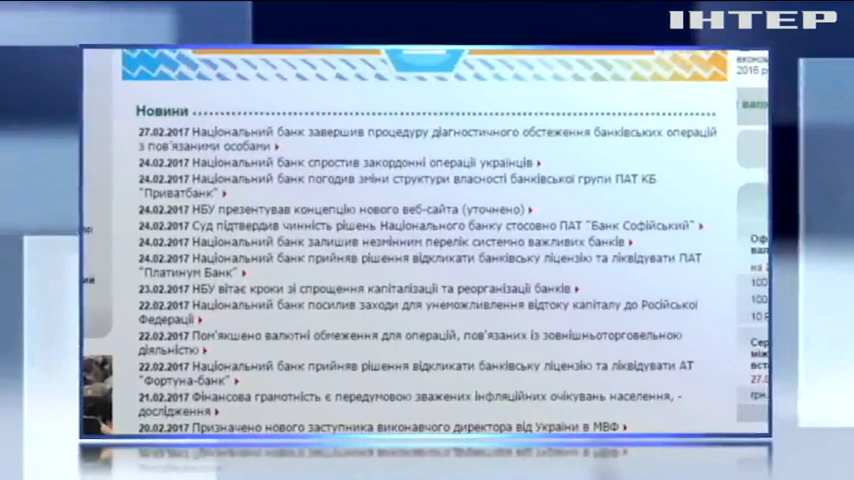 ІНТЕР
2016 р
Новини
27.02.2017 Національний банк завершив процедуру діагностичного обстеження банківських операцій
з пов'язаними особами
24.02.2017 Національний банк спростив закордонні операції українців
24.02.2017 Національний банк погодив зміни структури власності банківської групи ПАТ КБ
"Приватбанк"
24.02.2017 НБУ презентував концепцію нового веб-сайта (уточнено)
24.02.2017 Суд підтвердив чинність рішень Національного банку стосовно ПАТ "Банк Софійський"
24.02.2017 Національний банк залишив незмінним перелік системно важливих банків
24.02.2017 Національний банк прийняв рішення відкликати банківську ліцензію та ліквідувати ПАТ
"Платинум Банк"
23.02.2017 НБУ вітає кроки зі спрощення капіталізації та реорганізації банків
22.02.2017 Національний банк посилив заходи для унеможливлення відтоку капіталу до Російської
Федерації
22.02.2017 Пом'якшено валютні обмеження для операцій, пов'язаних із зовнішньоторговельною
діяльністю
22.02.2017 Національний банк прийняв рішення відкликати банківську ліцензію та ліквідувати АТ
"Фортуна-банк"
21.02.2017 Фінансова грамотність є передумовою зважених інфляційних очікувань населення, -
дослідження
20.02.2017 Призначено нового заступника виконавчого директора від України в МВФ